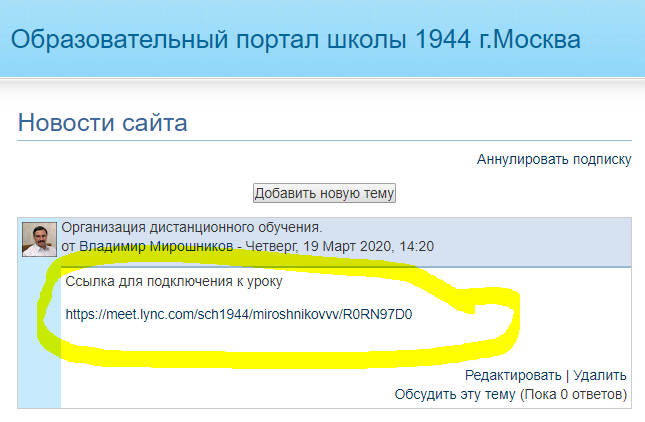 Образовательный портал школы 1944 г.Москва
Новости сайта
Аннулировать подписку
Добавить новую тему
Организация дистанционного обучения.
от Владимир Мирошников - Четверг, 19 Март 2020, 14:20
Ссылка для подключения к уроку
https://meet.lync.com/sch1944/miroshnikovvv/R0RN97D0
Редактировать | Удалить
Обсудить эту тему (Пока 0 ответов)